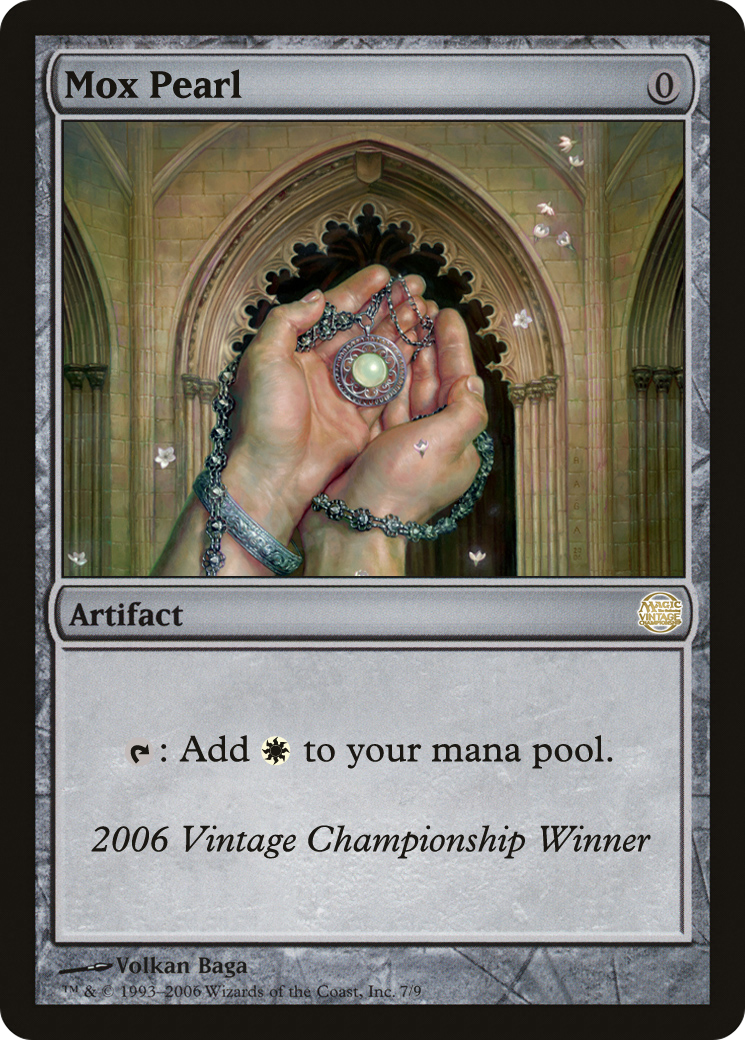 Mox Pearl
0
Artifact
MAGIC
VINTAGE
CHAMPIONSHIP
: Add to your mana pool.
2006 Vintage Championship Winner
Volkan Baga
™ & © 1993–2006 Wizards of the Coast, Inc. 7/9